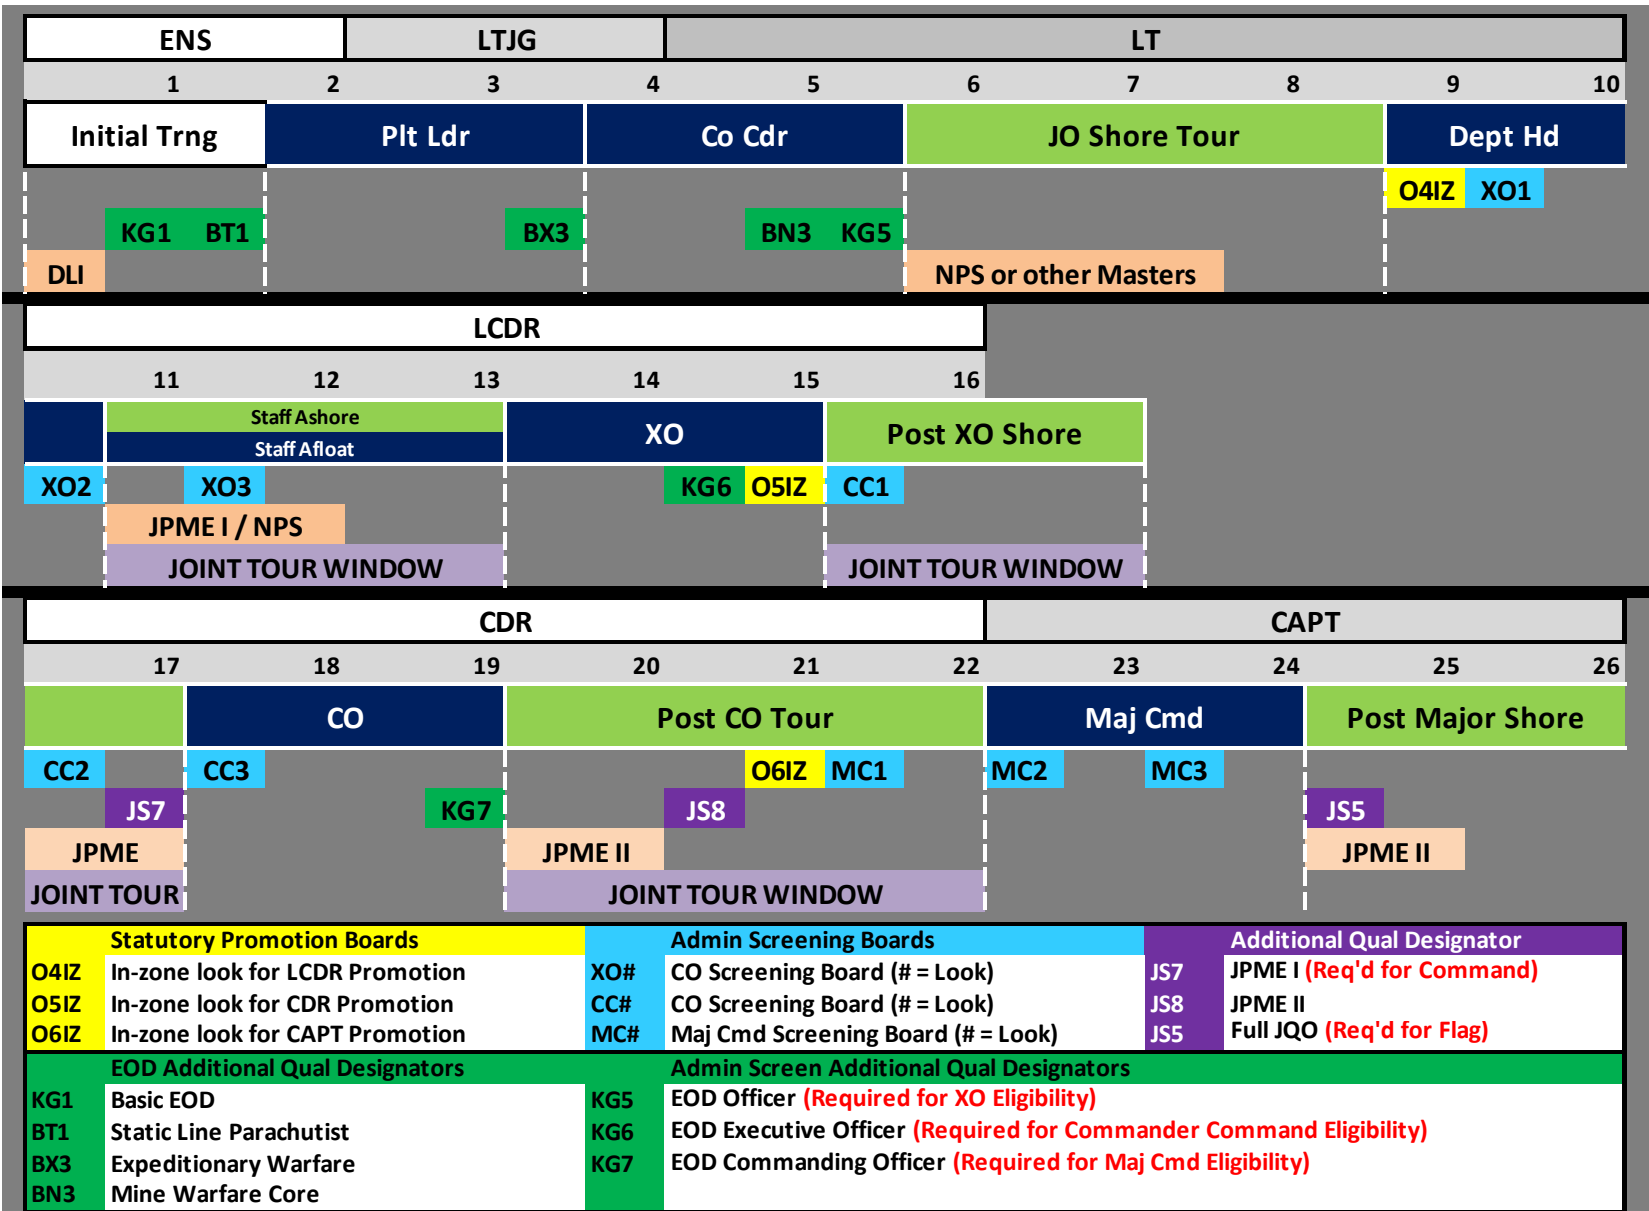 ENS LTJG LT
1 2 3 4 5 6 7 8 9 10
Initial Trng Plt Ldr Co Cdr JO Shore Tour Dept Hd
O4IZ XO1
KG1 BT1 BX3 BN3 KG5
DLI NPS or other Masters
LCDR
11 12 13 14 15 16
Staff Ashore
Staff Afloat
XO Post XO Shore
XO2 XO3 KG6 O5IZ CC1
JPME I / NPS
JOINT TOUR WINDOW JOINT TOUR WINDOW
CDR CAPT
17 18 19 20 21 22 23 24 25 26
CO Post CO Tour Maj Cmd Post Major Shore
CC2 CC3 O6IZ MC1 MC2 MC3
JS7 KG7 JS8 JS5
JPME JPME II JPME II
JOINT TOUR JOINT TOUR WINDOW
Statutory Promotion Boards Admin Screening Boards Additional Qual Designator
O4IZ In-zone look for LCDR Promotion XO# CO Screening Board (# = Look) JS7 JPME I (Req'd for Command)
O5IZ In-zone look for CDR Promotion CC# CO Screening Board (# = Look) JS8 JPME II
O6IZ In-zone look for CAPT Promotion MC# Maj Cmd Screening Board (# = Look) JS5 Full JQO (Req'd for Flag)
EOD Additional Qual Designators Admin Screen Additional Qual Designators
KG1 Basic EOD KG5 EOD Officer (Required for XO Eligibility)
BT1 Static Line Parachutist KG6 EOD Executive Officer (Required for Commander Command Eligibility)
BX3 Expeditionary Warfare KG7 EOD Commanding Officer (Required for Maj Cmd Eligibility)
BN3 Mine Warfare Core